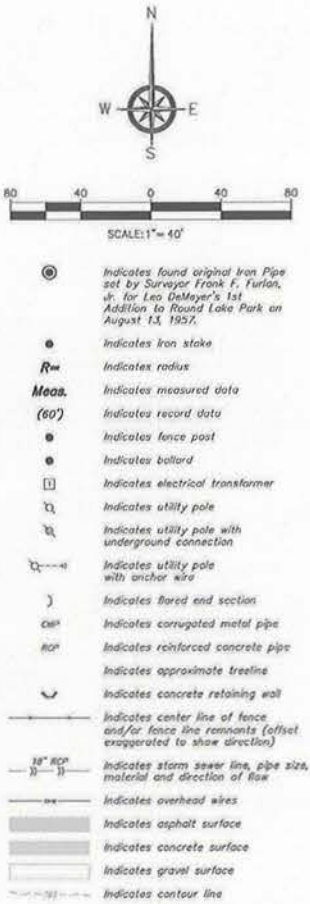 N
W E
S
80 40 0 40 80
SCALE: 1"= 40'
Indicates found original Iron Pipe
set by Surveyor Frank F. Furlan,
Jr. for Leo DeMeyer's 1st
Addition to Round Lake Park on
August 13, 1957.
Indicates Iron stake
R= Indicates radius
Meas. Indicates measured data
(60') Indicates record data
Indicates fence post
Indicates bollard
Indicates electrical transformer
Indicates utility pole
Indicates utility pole with
underground connection
Indicates utility pole
with anchor wire
Indicates flared end section
CMP Indicates corrugated metal pipe
RCP Indicates reinforced concrete pipe
Indicates approximate treeline
Indicates concrete retaining wall
Indicates center line of fence
and/or fence line remnants (offset
exaggerated to show direction)
RCP Indicates storm sewer line, pipe size,
material and direction of flow
Indicates overhead wires
Indicates asphalt surface
Indicates concrete surface
Indicates gravel surface
Indicates contour line